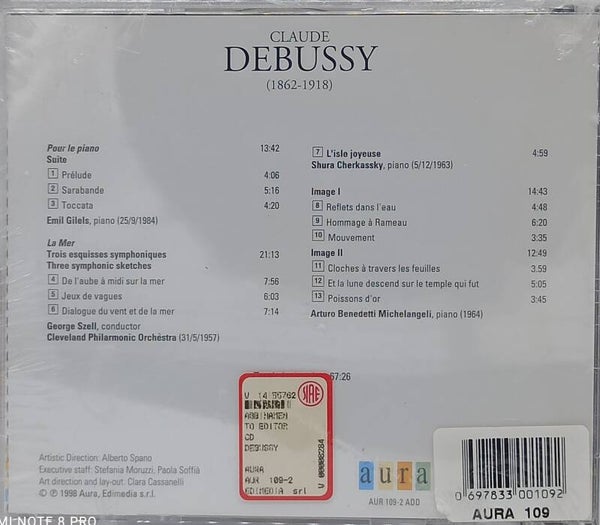 CLAUDE
DEBUSSY
(1862-1918)
Pour le piano 13:42
Suite
1 Prélude 4:06
2 Sarabande 5:16
3 Toccata 4:20
Emil Gilels, piano (25/9/1984)
La Mer
Trois esquisses symphoniques 21:13
Three symphonic sketches
4 De l'aube à midi sur la mer 7:56
5 Jeux de vagues 6:03
6 Dialogue du vent et de la mer 7:14
George Szell, conductor
Cleveland Philarmonic Orchéstra (31/5/1957)
7 L'isle joyeuse 4:59
Shura Cherkassky, piano (5/12/1963)
Image I 14:43
8 Reflets dans l'eau 4:48
9 Hommage à Rameau 6:20
10 Mouvement 3:35
Image II 12:49
11 Cloches à travers les feuilles 3.59
12 Et la lune descend sur le temple qui fut 5:05
13 Poissons d'or 3:45
Arturo Benedetti Michelangeli, piano (1964)
67:26
Artistic Direction: Alberto Spano
Executive staff: Stefania Moruzzi, Paola Soffià
Art direction and lay-out: Clara Cassanelli
© ℗ 1998 Aura, Edimedia s.r.l.
SIAE
TO EDITOR
CD
DEBUSSY
AURA
AUR 109-2
EDIMEDIA srl
V 00000284
aura
AUR 109-2 ADD
0 697833 001092
AURA 109
MI NOTE 8 PRO